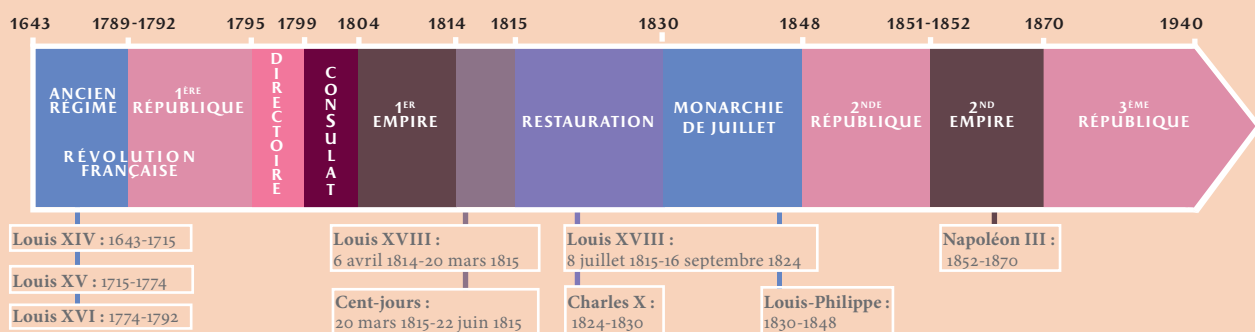 1643 1789-1792 1795 1799 1804 1814 1815 1830 1848 1851-1852 1870 1940
ANCIEN
RÉGIME
1ÈRE
RÉPUBLIQUE
RÉVOLUTION
FRANÇAISE
DIRECTOIRE
CONSULAT
1ER
EMPIRE
RESTAURATION
MONARCHIE
DE JUILLET
2NDE
RÉPUBLIQUE
2ND
EMPIRE
3ÈME
RÉPUBLIQUE
Louis XIV : 1643-1715
Louis XV : 1715-1774
Louis XVI : 1774-1792
Louis XVIII :
6 avril 1814-20 mars 1815
Cent-jours :
20 mars 1815-22 juin 1815
Louis XVIII :
8 juillet 1815-16 septembre 1824
Charles X :
1824-1830
Louis-Philippe :
1830-1848
Napoléon III :
1852-1870